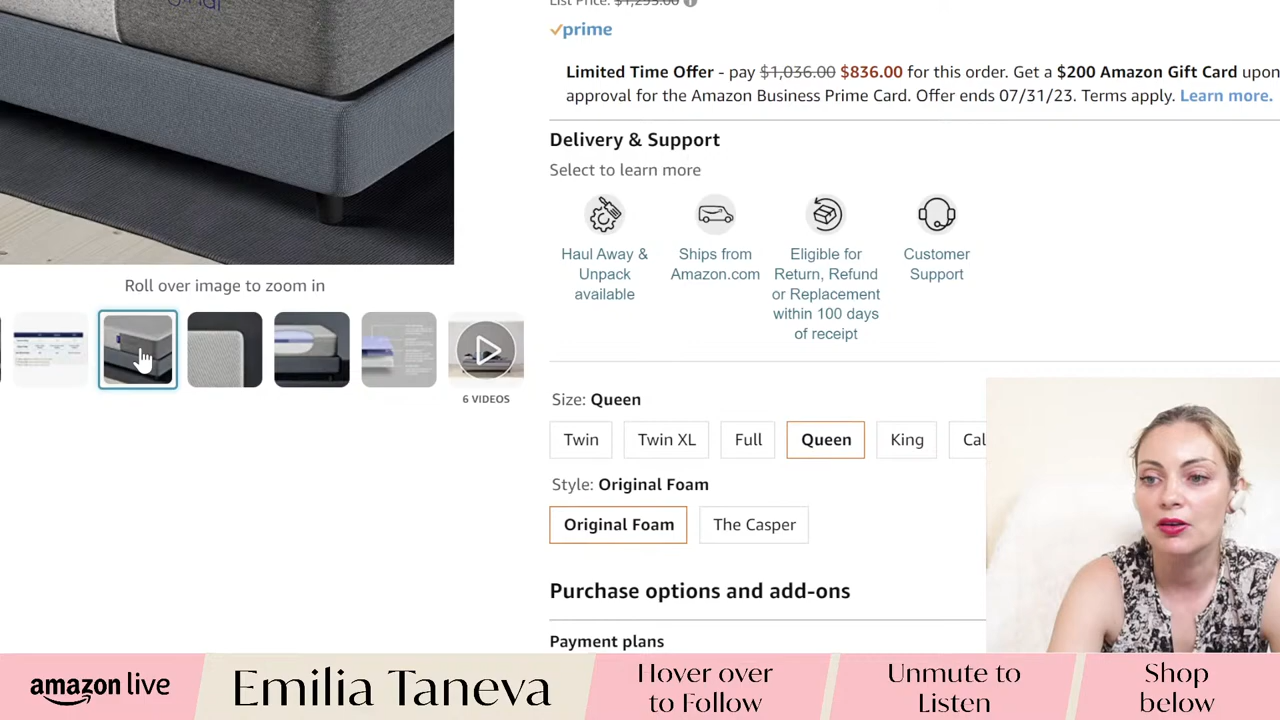 List Price: $1,295.00
prime
Limited Time Offer - pay $1,036.00 $836.00 for this order. Get a $200 Amazon Gift Card upon
approval for the Amazon Business Prime Card. Offer ends 07/31/23. Terms apply. Learn more.
Delivery & Support
Select to learn more
Haul Away &
Unpack
available
Ships from
Amazon.com
Eligible for
Return, Refund
or Replacement
within 100 days
of receipt
Customer
Support
Roll over image to zoom in
6 VIDEOS
Size: Queen
Twin
Twin XL
Full
Queen
King
Cal
Style: Original Foam
Original Foam
The Casper
Purchase options and add-ons
Payment plans
amazon live
Emilia Taneva
Hover over
to Follow
Unmute to
Listen
Shop
below